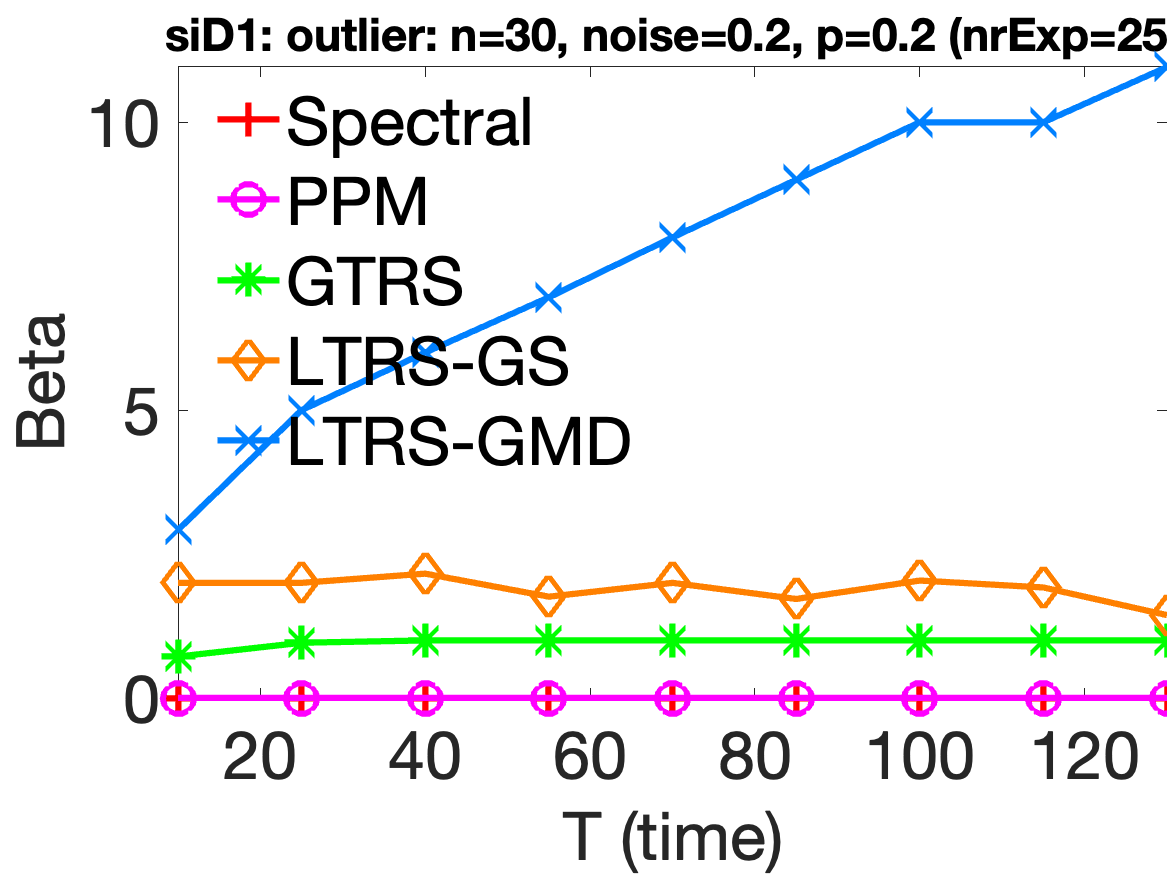 siD1: outlier: n=30, noise=0.2, p=0.2 (nrExp=25
10
5
0
Beta
Spectral
PPM
GTRS
LTRS-GS
LTRS-GMD
20 40 60 80 100 120
T (time)